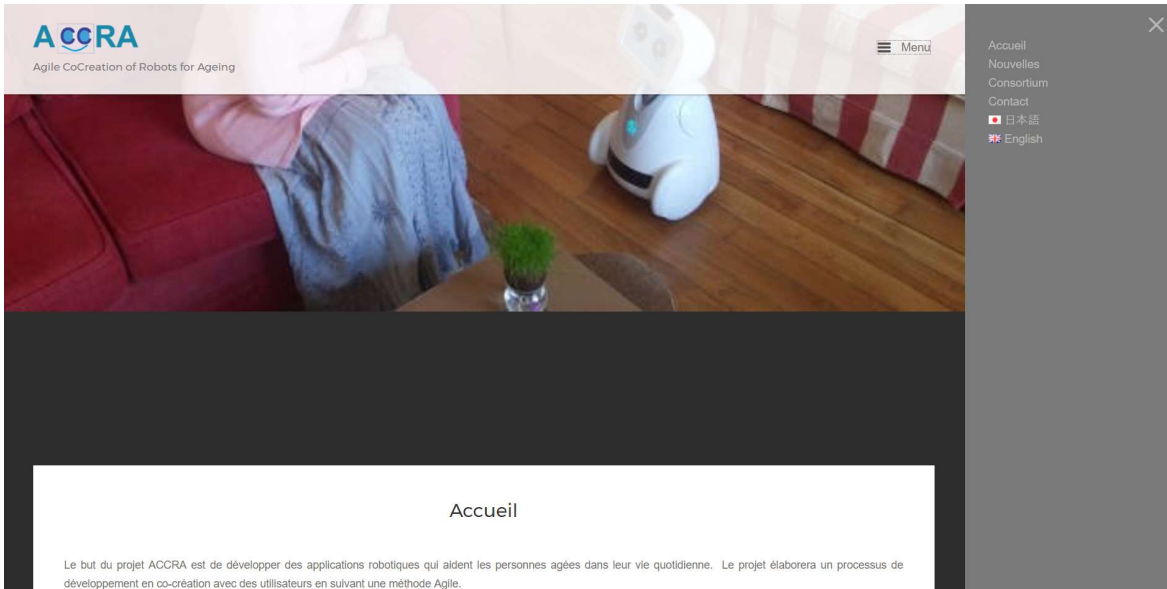 ACCRA
Agile CoCreation of Robots for Ageing
Menu
Accueil
Nouvelles
Consortium
Contact
日本語
English
Accueil
Le but du projet ACCRA est de développer des applications robotiques qui aident les personnes agées dans leur vie quotidienne. Le projet élaborera un processus de
développement en co-création avec des utilisateurs en suivant une méthode Agile.